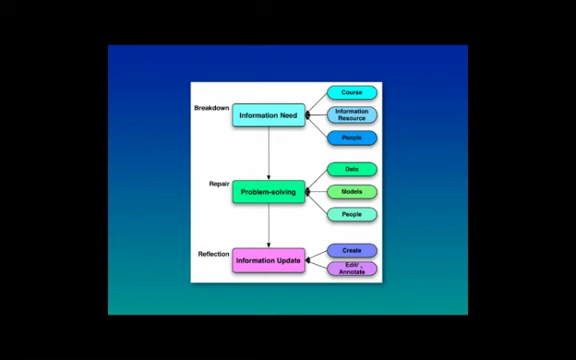 Course
Breakdown
Information Need
Information
Resource
People
Data
Repair
Problem-solving
Models
People
Create
Reflection
Information Update
Edit/
Annotate